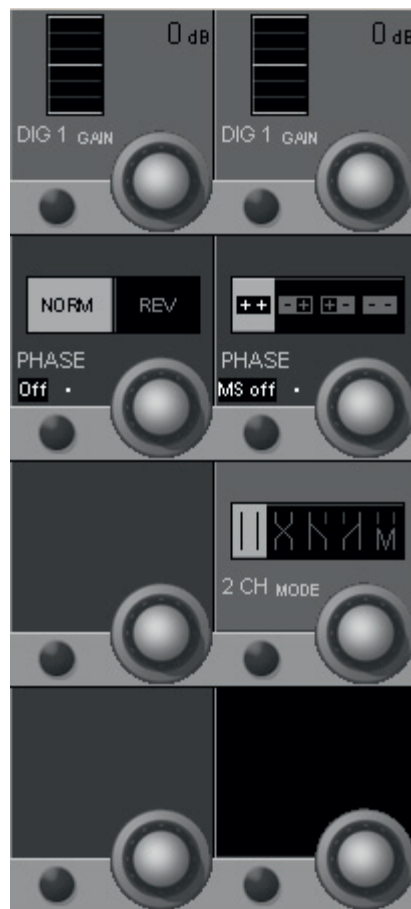 0 dB 0 dB
DIG 1 GAIN DIG 1 GAIN
NORM REV ++ -+ +- --
PHASE PHASE
Off MS off
M
2 CH MODE